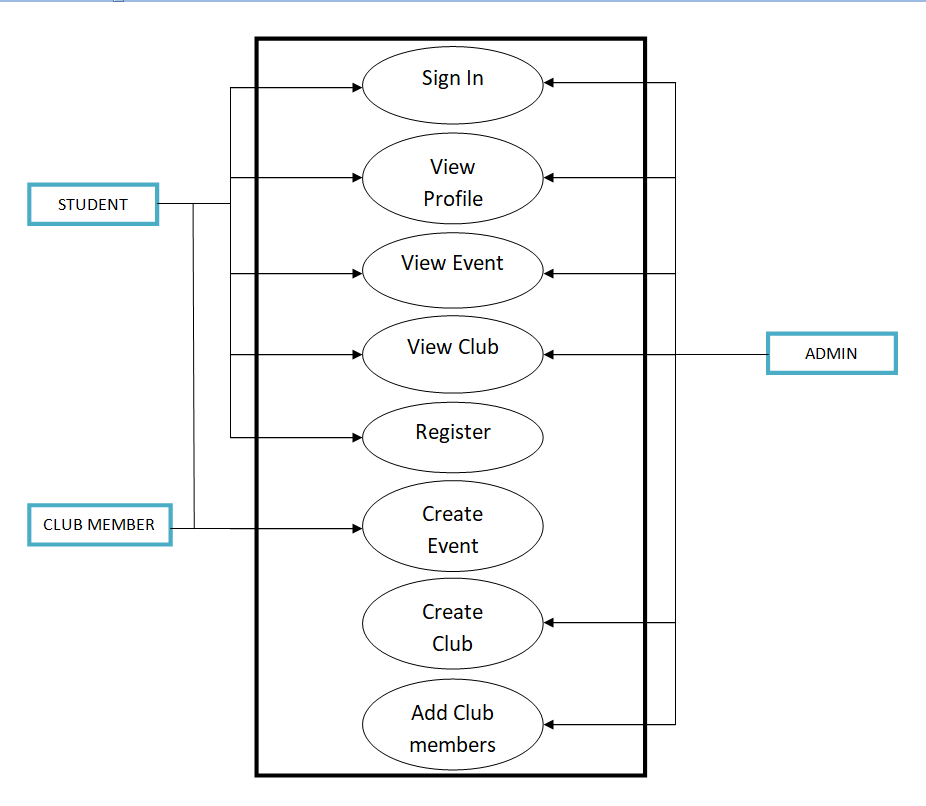 Sign In
View
Profile
STUDENT
View Event
View Club
ADMIN
Register
Create
Event
CLUB MEMBER
Create
Club
Add Club
members